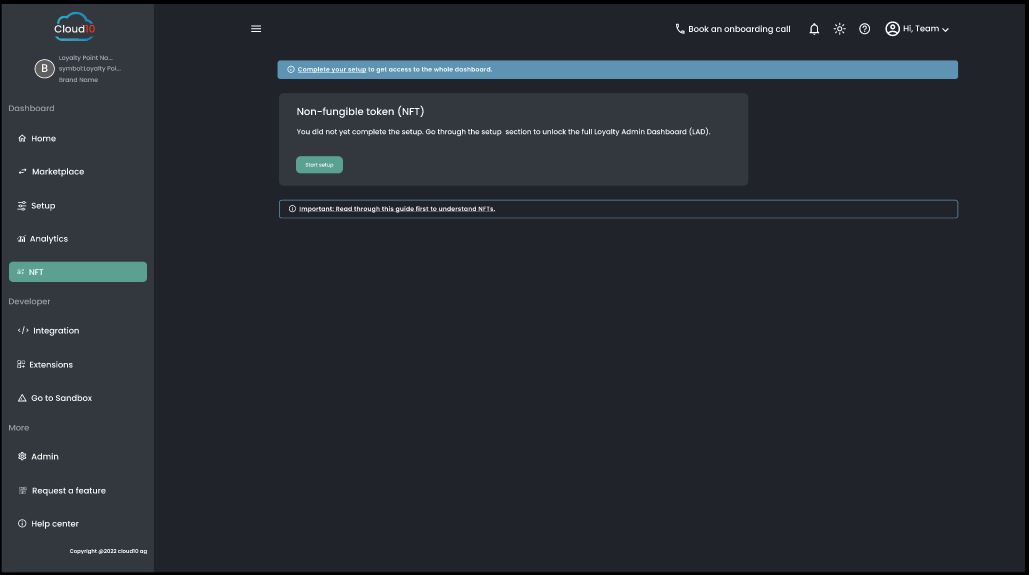 Cloud10
B
Loyalty Point Na...
symbol:Loyalty Poi...
Brand Name
Dashboard
Home
Marketplace
Setup
Analytics
NFT
Developer
Integration
Extensions
Go to Sandbox
More
Admin
Request a feature
Help center
Copyright @2022 cloud10 ag
Book an onboarding call
Hi, Team
Complete your setup to get access to the whole dashboard.
Non-fungible token (NFT)
You did not yet complete the setup. Go through the setup section to unlock the full Loyalty Admin Dashboard (LAD).
Start setup
Important: Read through this guide first to understand NFTs.